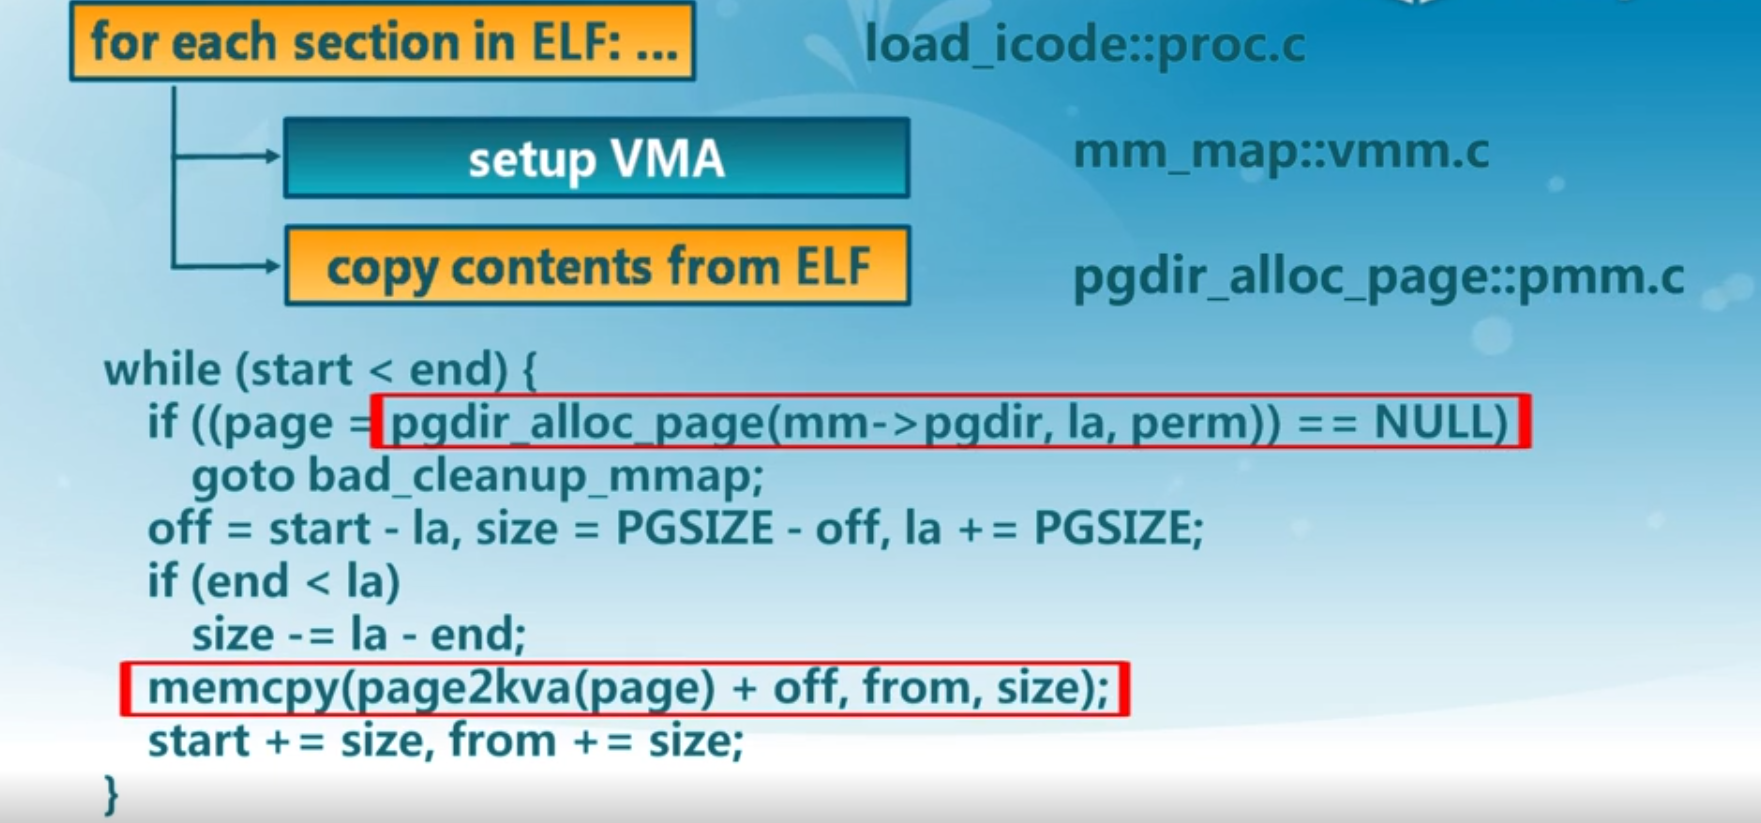 for each section in ELF: ...
load_icode::proc.c
setup VMA
mm_map::vmm.c
copy contents from ELF
pgdir_alloc_page::pmm.c
while (start < end) {
if ((page = pgdir_alloc_page(mm->pgdir, la, perm)) == NULL)
goto bad_cleanup_mmap;
off = start - la, size = PGSIZE - off, la += PGSIZE;
if (end < la)
size -= la - end;
memcpy(page2kva(page) + off, from, size);
start += size, from += size;
}